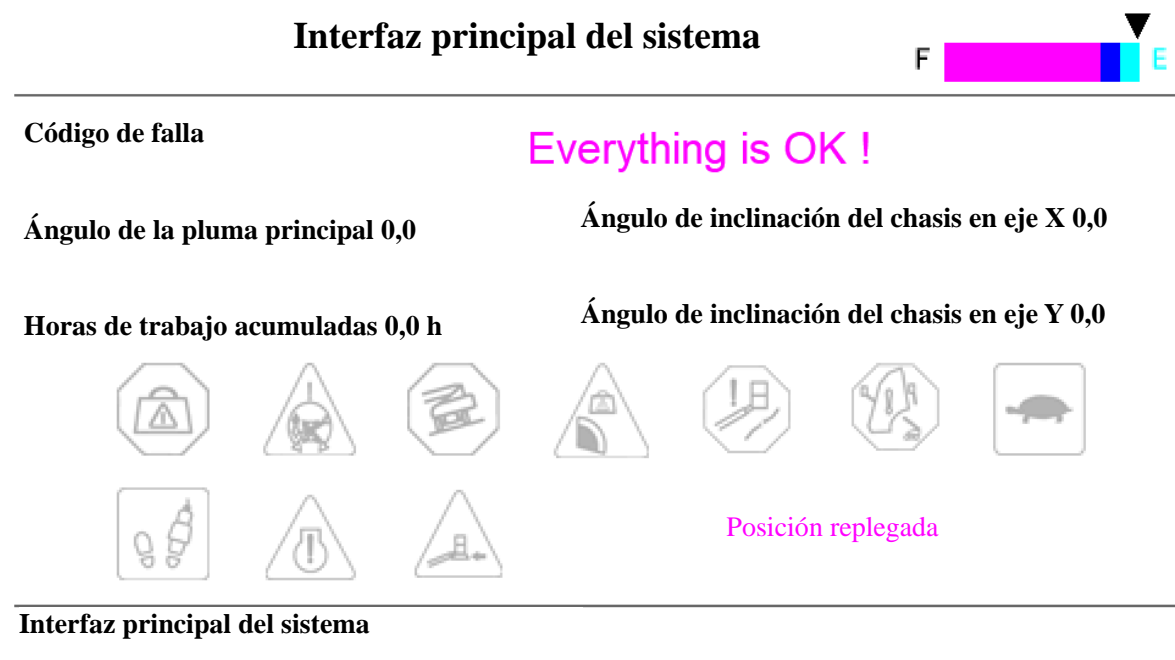 Interfaz principal del sistema
F E
Código de falla
Everything is OK !
Ángulo de la pluma principal 0,0
Ángulo de inclinación del chasis en eje X 0,0
Horas de trabajo acumuladas 0,0 h
Ángulo de inclinación del chasis en eje Y 0,0
Posición replegada
Interfaz principal del sistema